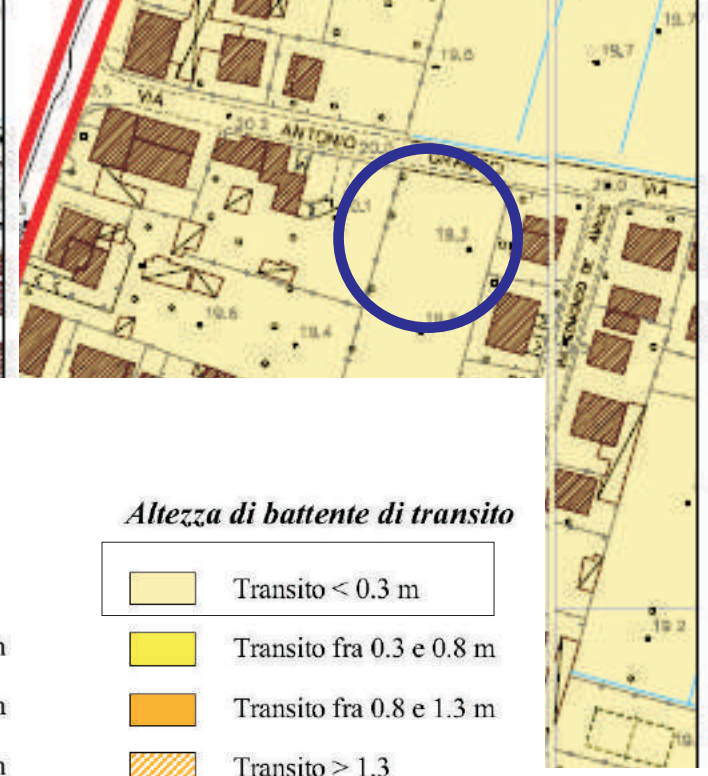 19.7
19.6
19.7
VIA
20.3
ANTONIO
20.0
20.0
VIA
19.2
19.6
19.4
19.2
Altezza di battente di transito
Transito < 0.3 m
Transito fra 0.3 e 0.8 m
Transito fra 0.8 e 1.3 m
Transito > 1.3